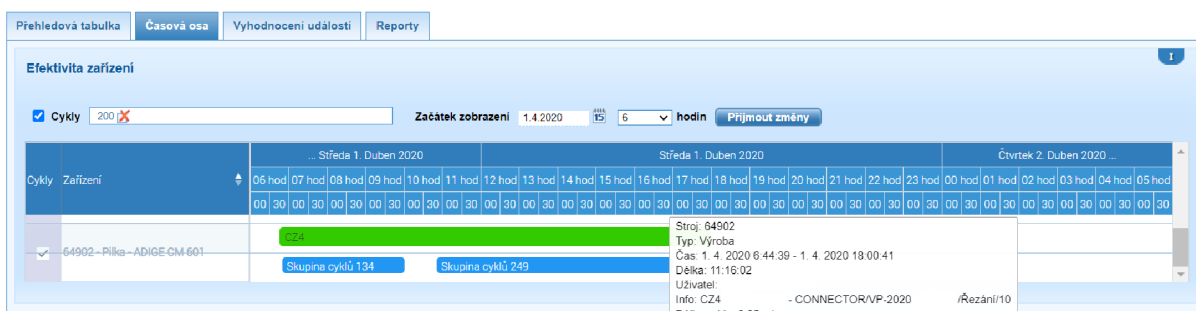 Přehledová tabulka Časová osa Vyhodnocení událostí Reporty
Efektivita zařízení
Cykly 200 Začátek zobrazení 1.4.2020 15 6 hodin Přijmout změny
... Středa 1. Duben 2020 Středa 1. Duben 2020 Čtvrtek 2. Duben 2020 ...
Cykly Zařízení 06 hod 07 hod 08 hod 09 hod 10 hod 11 hod 12 hod 13 hod 14 hod 15 hod 16 hod 17 hod 18 hod 19 hod 20 hod 21 hod 22 hod 23 hod 00 hod 01 hod 02 hod 03 hod 04 hod 05 hod
00 30 00 30 00 30 00 30 00 30 00 30 00 30 00 30 00 30 00 30 00 30 00 30 00 30 00 30 00 30 00 30 00 30 00 30 00 30 00 30 00 30 00 30 00 30 00 30
64902 - Pilka - ADIGE CM 601
CZ4
Skupina cyklů 134 Skupina cyklů 249
Stroj: 64902
Typ: Výroba
Čas: 1. 4. 2020 6:44:39 - 1. 4. 2020 18:00:41
Délka: 11:16:02
Uživatel:
Info: CZ4 - CONNECTOR/VP-2020 /Řezání/10